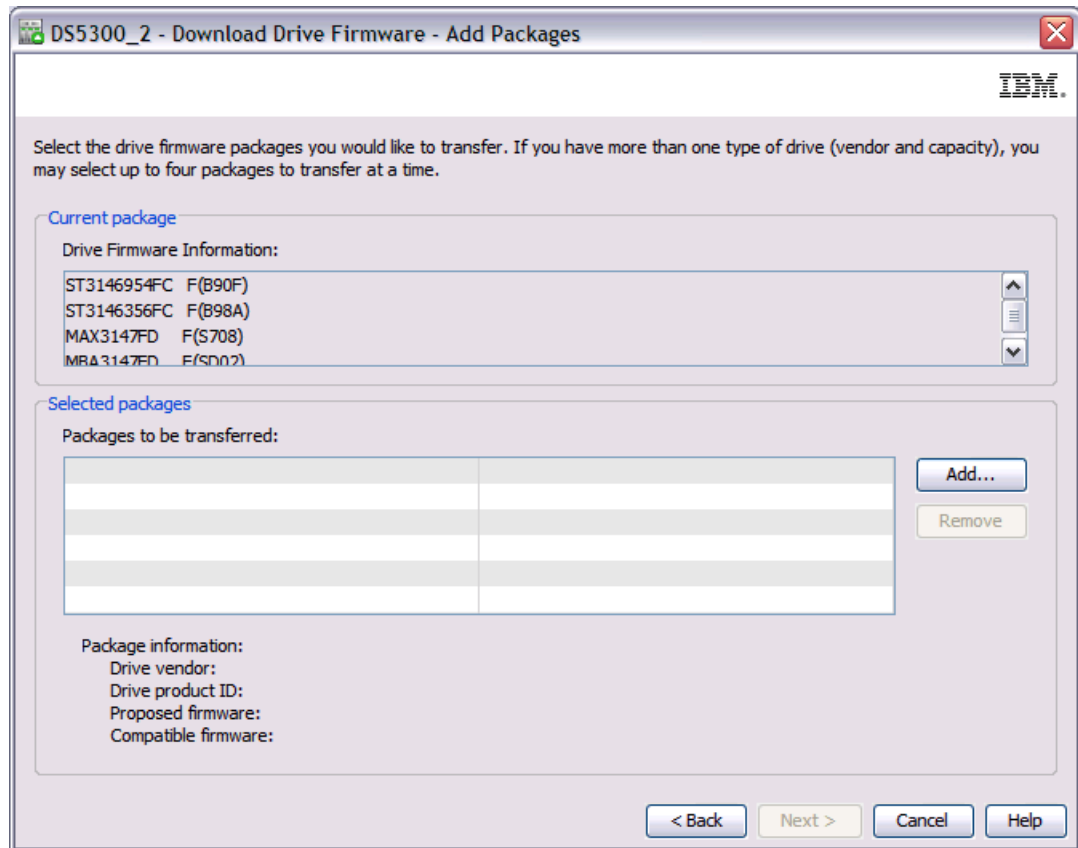 DS5300_2 - Download Drive Firmware - Add Packages
IBM.
Select the drive firmware packages you would like to transfer. If you have more than one type of drive (vendor and capacity), you
may select up to four packages to transfer at a time.
Current package
Drive Firmware Information:
ST3146954FC F(B90F)
ST3146356FC F(B98A)
MAX3147FD F(S708)
MBA3147FD F(SD02)
Selected packages
Packages to be transferred:
Add...
Remove
Package information:
Drive vendor:
Drive product ID:
Proposed firmware:
Compatible firmware:
< Back
Next >
Cancel
Help